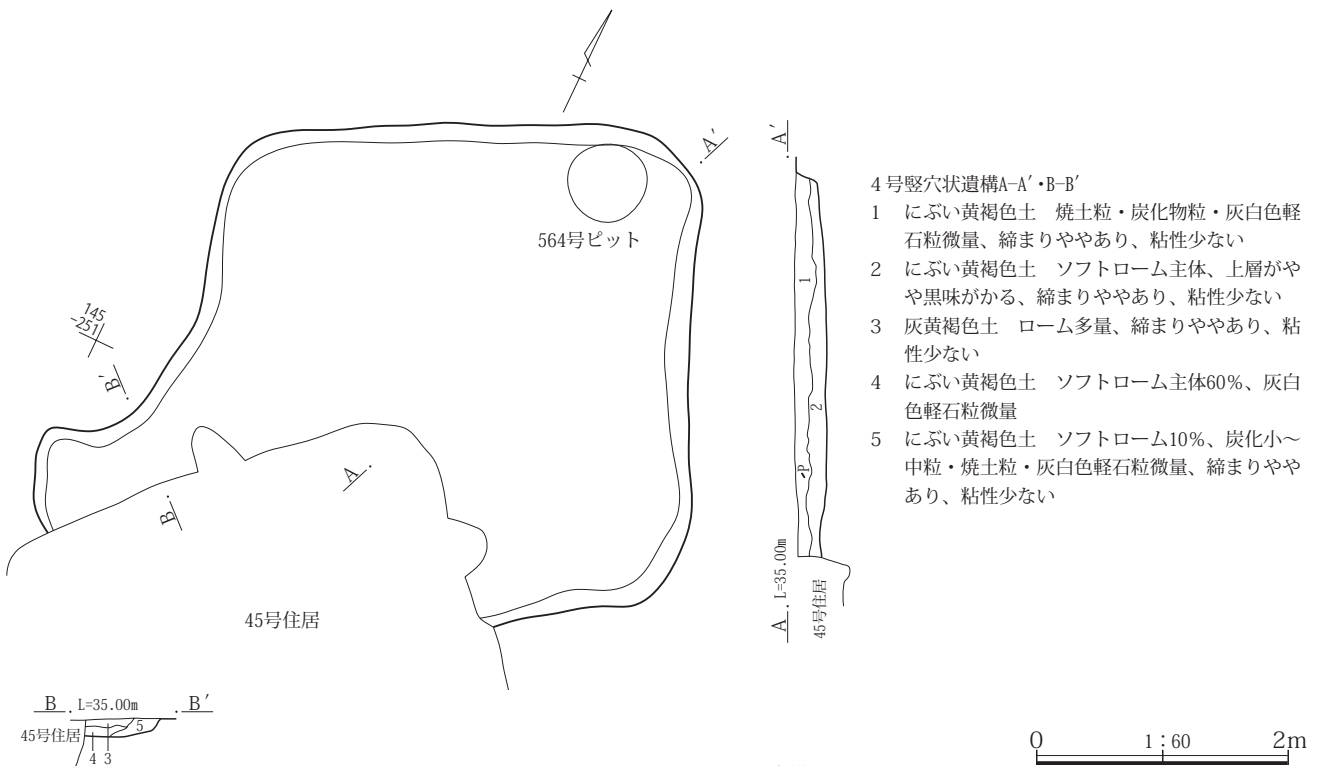 A′
564号ピット
145
-251
B′
A
B
45号住居
A′
1
2
P
A L=35.00m
45号住居
4号竪穴状遺構A-A′・B-B′
1 にぶい黄褐色土 焼土粒・炭化物粒・灰白色軽
石粒微量、締まりややあり、粘性少ない
2 にぶい黄褐色土 ソフトローム主体、上層がや
や黒味がかる、締まりややあり、粘性少ない
3 灰黄褐色土 ローム多量、締まりややあり、粘
性少ない
4 にぶい黄褐色土 ソフトローム主体60%、灰白
色軽石粒微量
5 にぶい黄褐色土 ソフトローム10%、炭化小～
中粒・焼土粒・灰白色軽石粒微量、締まりやや
あり、粘性少ない
B L=35.00m B′
45号住居
5
4 3
0 1：60 2m